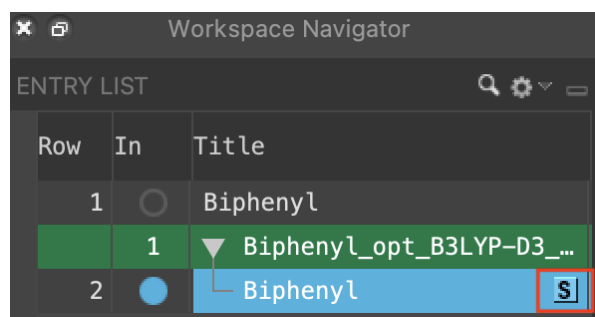 Workspace Navigator
ENTRY LIST
Row In Title
1 Biphenyl
1 Biphenyl_opt_B3LYP-D3_…
2 Biphenyl S